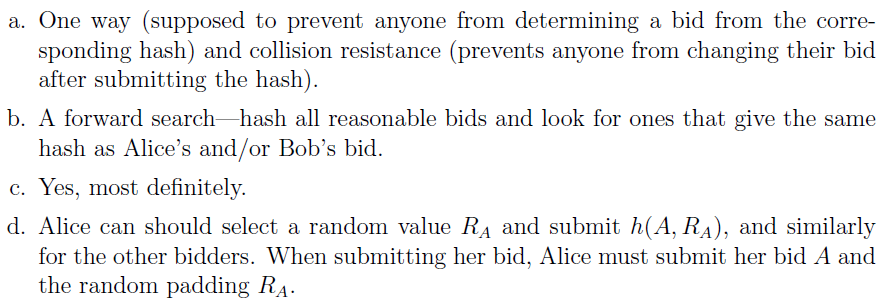 a. One way (supposed to prevent anyone from determining a bid from the corre-
sponding hash) and collision resistance (prevents anyone from changing their bid
after submitting the hash).
b. A forward search—hash all reasonable bids and look for ones that give the same
hash as Alice's and/or Bob's bid.
c. Yes, most definitely.
d. Alice can should select a random value R_A and submit h(A, R_A), and similarly
for the other bidders. When submitting her bid, Alice must submit her bid A and
the random padding R_A.